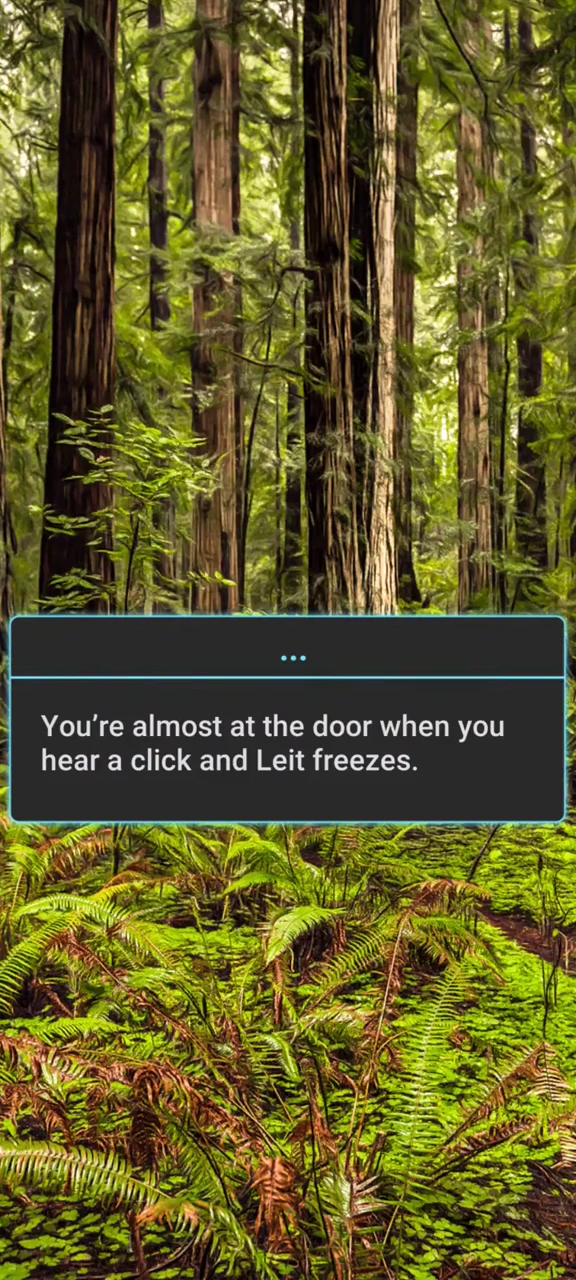 ...
You’re almost at the door when you
hear a click and Leit freezes.